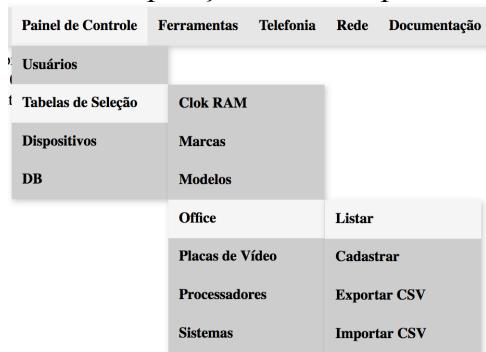 Painel de Controle Ferramentas Telefonia Rede Documentação
Usuários
Tabelas de Seleção Clok RAM
Dispositivos Marcas
DB Modelos
Office Listar
Placas de Vídeo Cadastrar
Processadores Exportar CSV
Sistemas Importar CSV